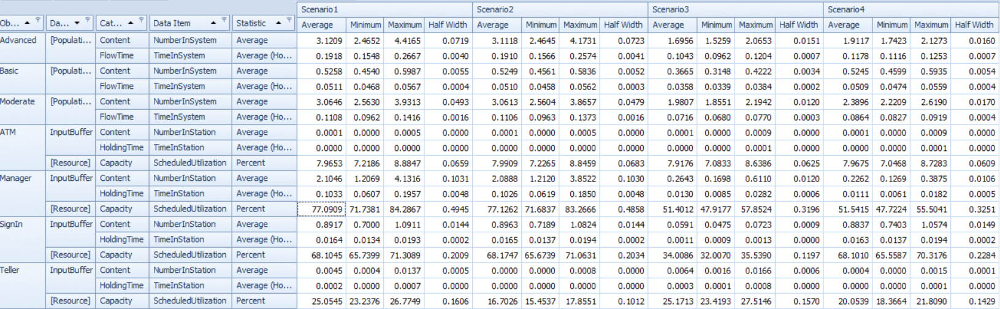 Scenario1 Scenario2 Scenario3 Scenario4
Ob... Da... Cat... Data Item Statistic Average Minimum Maximum Half Width Average Minimum Maximum Half Width Average Minimum Maximum Half Width Average Minimum Maximum Half Width
Advanced [Populati... Content NumberInSystem Average 3.1209 2.4652 4.4165 0.0719 3.1118 2.4645 4.1731 0.0723 1.6956 1.5259 2.0653 0.0151 1.9117 1.7423 2.1273 0.0160
FlowTime TimeInSystem Average (Ho... 0.1918 0.1548 0.2667 0.0040 0.1910 0.1566 0.2574 0.0041 0.1043 0.0962 0.1204 0.0007 0.1178 0.1116 0.1253 0.0007
Basic [Populati... Content NumberInSystem Average 0.5258 0.4540 0.5987 0.0055 0.5249 0.4561 0.5836 0.0052 0.3665 0.3148 0.4222 0.0034 0.5245 0.4599 0.5935 0.0054
FlowTime TimeInSystem Average (Ho... 0.0511 0.0468 0.0567 0.0004 0.0510 0.0458 0.0562 0.0003 0.0358 0.0339 0.0384 0.0002 0.0509 0.0474 0.0559 0.0004
Moderate [Populati... Content NumberInSystem Average 3.0646 2.5630 3.9313 0.0493 3.0613 2.5604 3.8657 0.0479 1.9807 1.8551 2.1942 0.0120 2.3896 2.2209 2.6190 0.0170
FlowTime TimeInSystem Average (Ho... 0.1108 0.0962 0.1416 0.0016 0.1106 0.0963 0.1373 0.0016 0.0716 0.0680 0.0770 0.0003 0.0864 0.0827 0.0919 0.0004
ATM InputBuffer Content NumberInStation Average 0.0001 0.0000 0.0005 0.0000 0.0001 0.0000 0.0005 0.0000 0.0001 0.0000 0.0009 0.0000 0.0001 0.0000 0.0009 0.0000
HoldingTime TimeInStation Average (Ho... 0.0000 0.0000 0.0000 0.0000 0.0000 0.0000 0.0000 0.0000 0.0000 0.0000 0.0001 0.0000 0.0000 0.0000 0.0001 0.0000
[Resource] Capacity ScheduledUtilization Percent 7.9653 7.2186 8.8847 0.0659 7.9909 7.2265 8.8459 0.0683 7.9176 7.0833 8.6386 0.0625 7.9675 7.0468 8.7283 0.0609
Manager InputBuffer Content NumberInStation Average 2.1046 1.2069 4.1316 0.1031 2.0888 1.2120 3.8522 0.1030 0.2643 0.1698 0.6110 0.0120 0.2262 0.1269 0.3875 0.0106
HoldingTime TimeInStation Average (Ho... 0.1033 0.0607 0.1957 0.0048 0.1026 0.0619 0.1850 0.0048 0.0130 0.0085 0.0282 0.0006 0.0111 0.0061 0.0182 0.0005
[Resource] Capacity ScheduledUtilization Percent 77.0909 71.7381 84.2867 0.4945 77.1262 71.6837 83.2666 0.4858 51.4012 47.9177 57.8524 0.3196 51.5415 47.7224 55.5041 0.3251
SignIn InputBuffer Content NumberInStation Average 0.8917 0.7000 1.0911 0.0144 0.8963 0.7189 1.0824 0.0144 0.0591 0.0475 0.0723 0.0009 0.8837 0.7403 1.0574 0.0149
HoldingTime TimeInStation Average (Ho... 0.0164 0.0134 0.0193 0.0002 0.0165 0.0137 0.0194 0.0002 0.0011 0.0009 0.0013 0.0000 0.0163 0.0137 0.0194 0.0002
[Resource] Capacity ScheduledUtilization Percent 68.1045 65.7399 71.3089 0.2009 68.1747 65.6739 71.0631 0.2034 34.0086 32.0070 35.5390 0.1197 68.1010 65.5587 70.3176 0.2284
Teller InputBuffer Content NumberInStation Average 0.0045 0.0004 0.0137 0.0005 0.0000 0.0000 0.0008 0.0000 0.0064 0.0016 0.0166 0.0006 0.0004 0.0000 0.0015 0.0001
HoldingTime TimeInStation Average (Ho... 0.0002 0.0000 0.0007 0.0000 0.0000 0.0000 0.0000 0.0000 0.0003 0.0001 0.0008 0.0000 0.0000 0.0000 0.0001 0.0000
[Resource] Capacity ScheduledUtilization Percent 25.0545 23.2376 26.7749 0.1606 16.7026 15.4537 17.8551 0.1012 25.1713 23.4193 27.5146 0.1570 20.0539 18.3664 21.8090 0.1429